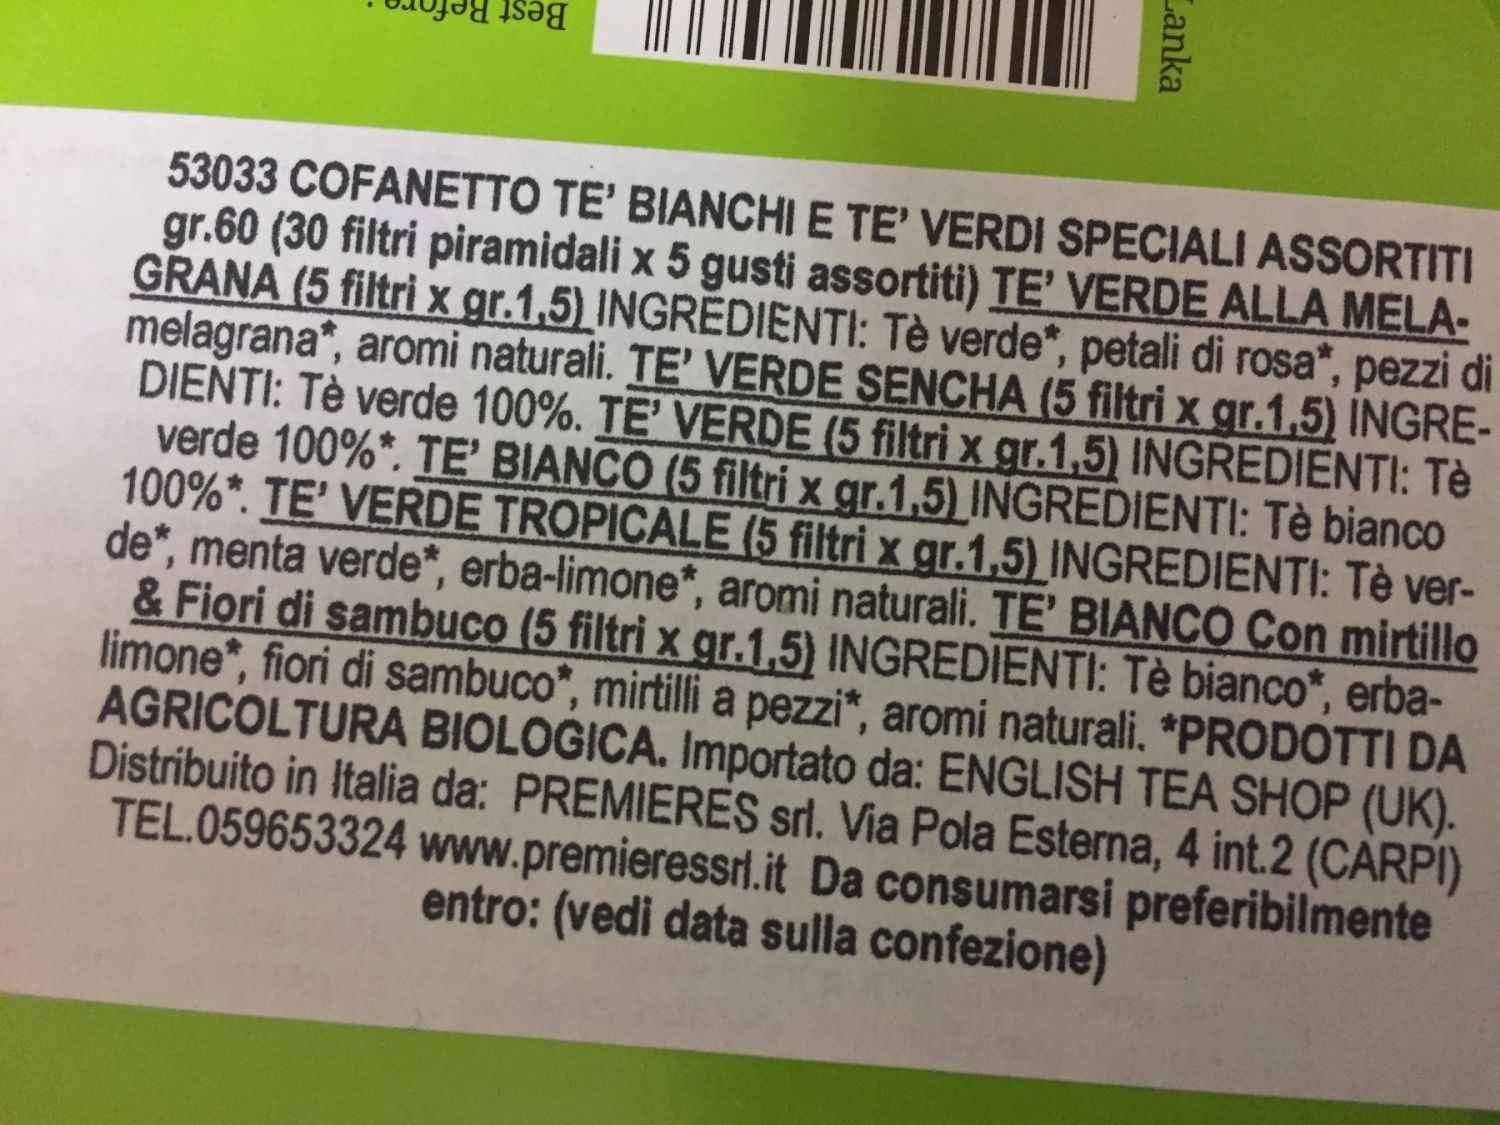 Best Before :
Lanka
53033 COFANETTO TE' BIANCHI E TE' VERDI SPECIALI ASSORTITI
gr.60 (30 filtri piramidali x 5 gusti assortiti) TE' VERDE ALLA MELA-
GRANA (5 filtri x gr.1,5) INGREDIENTI: Tè verde*, petali di rosa*, pezzi di
melagrana*, aromi naturali. TE' VERDE SENCHA (5 filtri x gr.1,5) INGRE-
DIENTI: Tè verde 100%. TE' VERDE (5 filtri x gr.1,5) INGREDIENTI: Tè
verde 100%*. TE' BIANCO (5 filtri x gr.1,5) INGREDIENTI: Tè bianco
100%*. TE' VERDE TROPICALE (5 filtri x gr.1,5) INGREDIENTI: Tè ver-
de*, menta verde*, erba-limone*, aromi naturali. TE' BIANCO Con mirtillo
& Fiori di sambuco (5 filtri x gr.1,5) INGREDIENTI: Tè bianco*, erba-
limone*, fiori di sambuco*, mirtilli a pezzi*, aromi naturali. *PRODOTTI DA
AGRICOLTURA BIOLOGICA. Importato da: ENGLISH TEA SHOP (UK).
Distribuito in Italia da: PREMIERES srl. Via Pola Esterna, 4 int.2 (CARPI)
TEL.059653324 www.premieressrl.it Da consumarsi preferibilmente
entro: (vedi data sulla confezione)